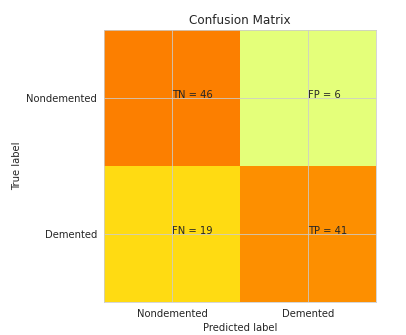 Confusion Matrix
True label
Nondemented
TN = 46
FP = 6
Demented
FN = 19
TP = 41
Nondemented
Demented
Predicted label